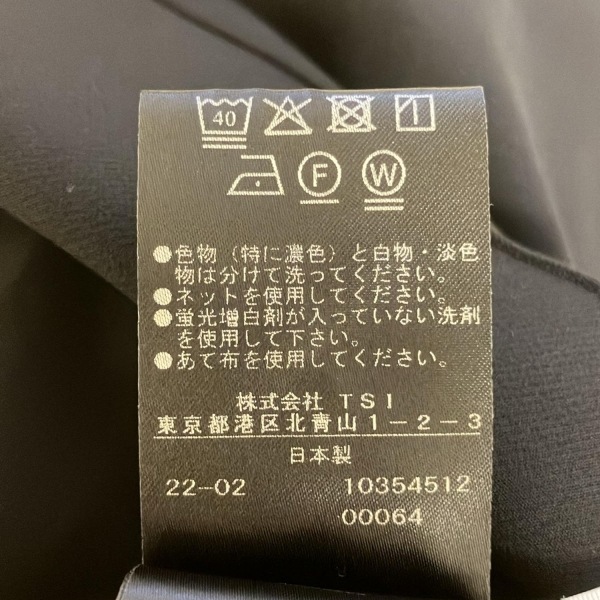 40
F W
●色物（特に濃色）と白物・淡色
物は分けて洗ってください。
●ネットを使用してください。
●蛍光増白剤が入っていない洗剤
を使用して下さい。
●あて布を使用してください。
株式会社 TSI
東京都港区北青山1-2-3
日本製
22-02 10354512
00064